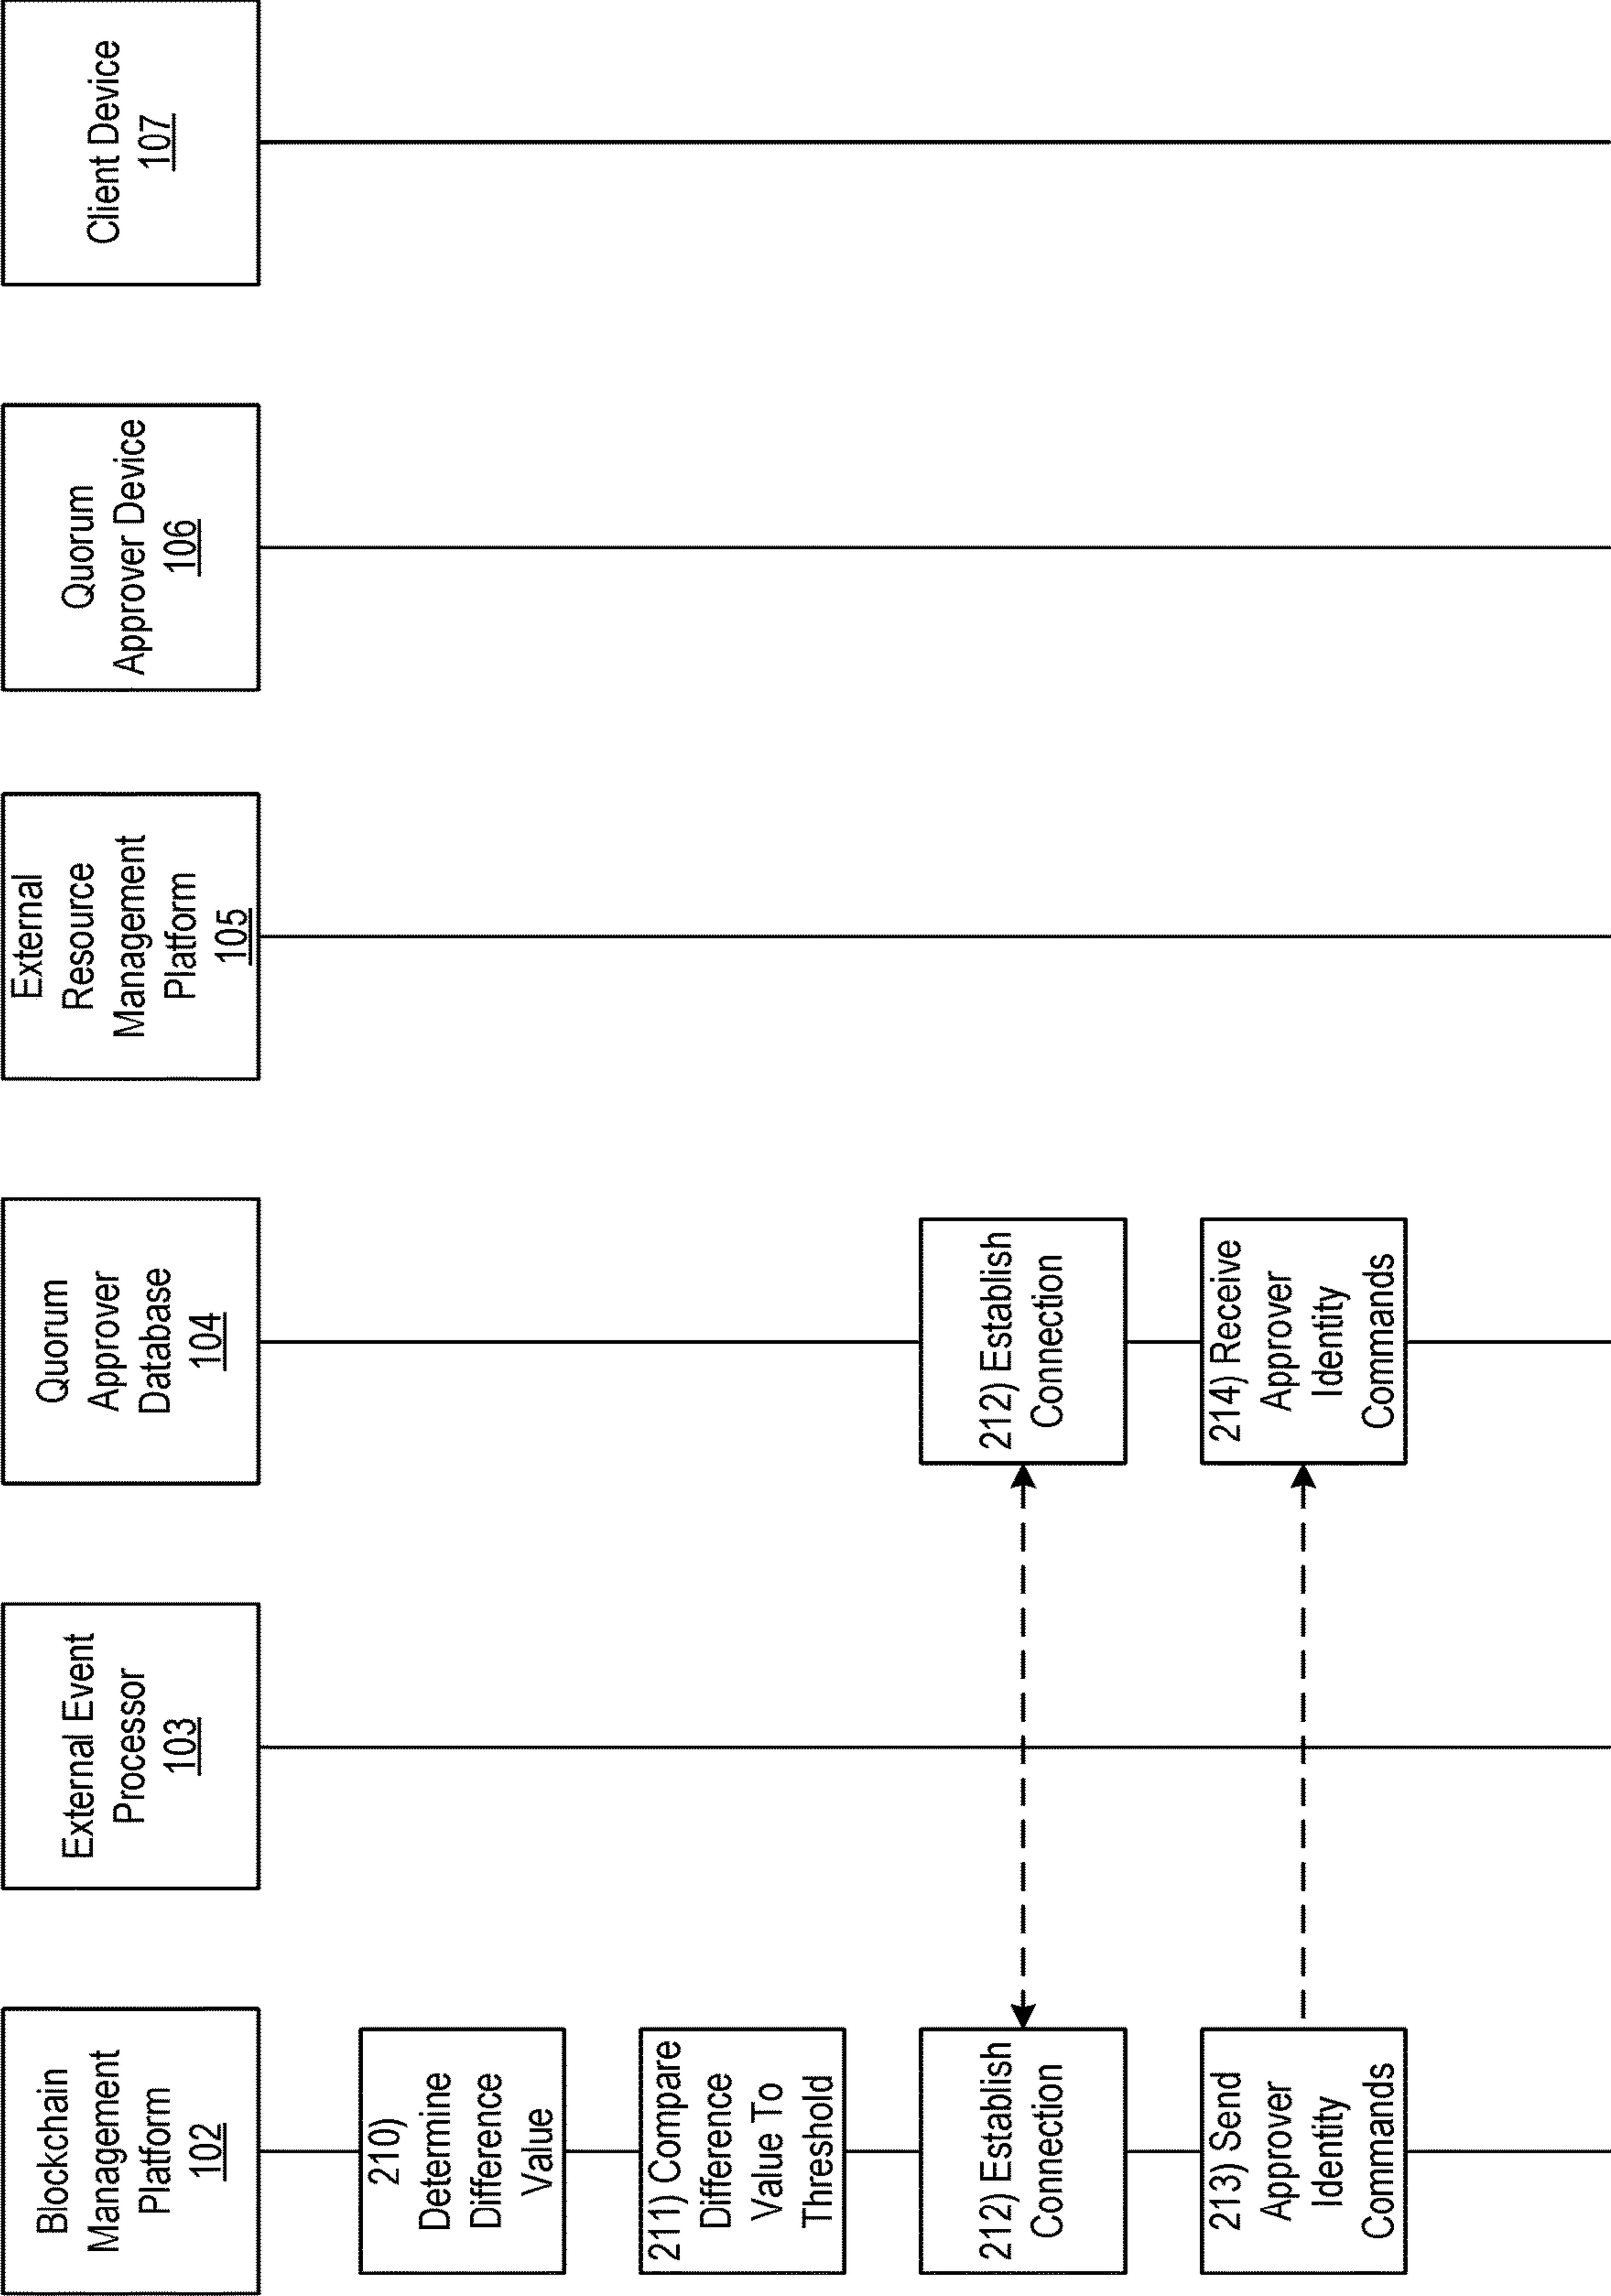 Blockchain
Management
Platform
102
External Event
Processor
103
Quorum
Approver
Database
104
External
Resource
Management
Platform
105
Quorum
Approver Device
106
Client Device
107
210)
Determine
Difference
Value
211) Compare
Difference
Value To
Threshold
212) Establish
Connection
212) Establish
Connection
213) Send
Approver
Identity
Commands
214) Receive
Approver
Identity
Commands